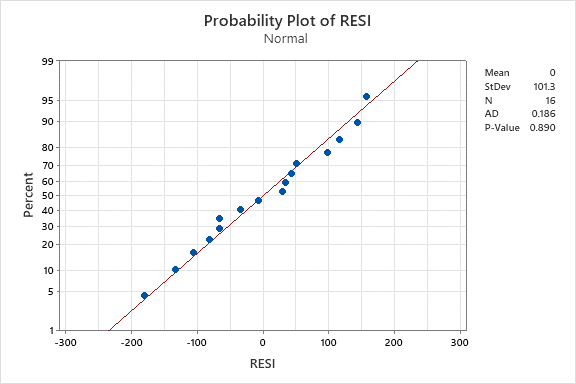 Probability Plot of RESI
Normal
99
95
90
80
70
60
50
40
30
20
10
5
1
Percent
-300 -200 -100 0 100 200 300
RESI
Mean 0
StDev 101.3
N 16
AD 0.186
P-Value 0.890